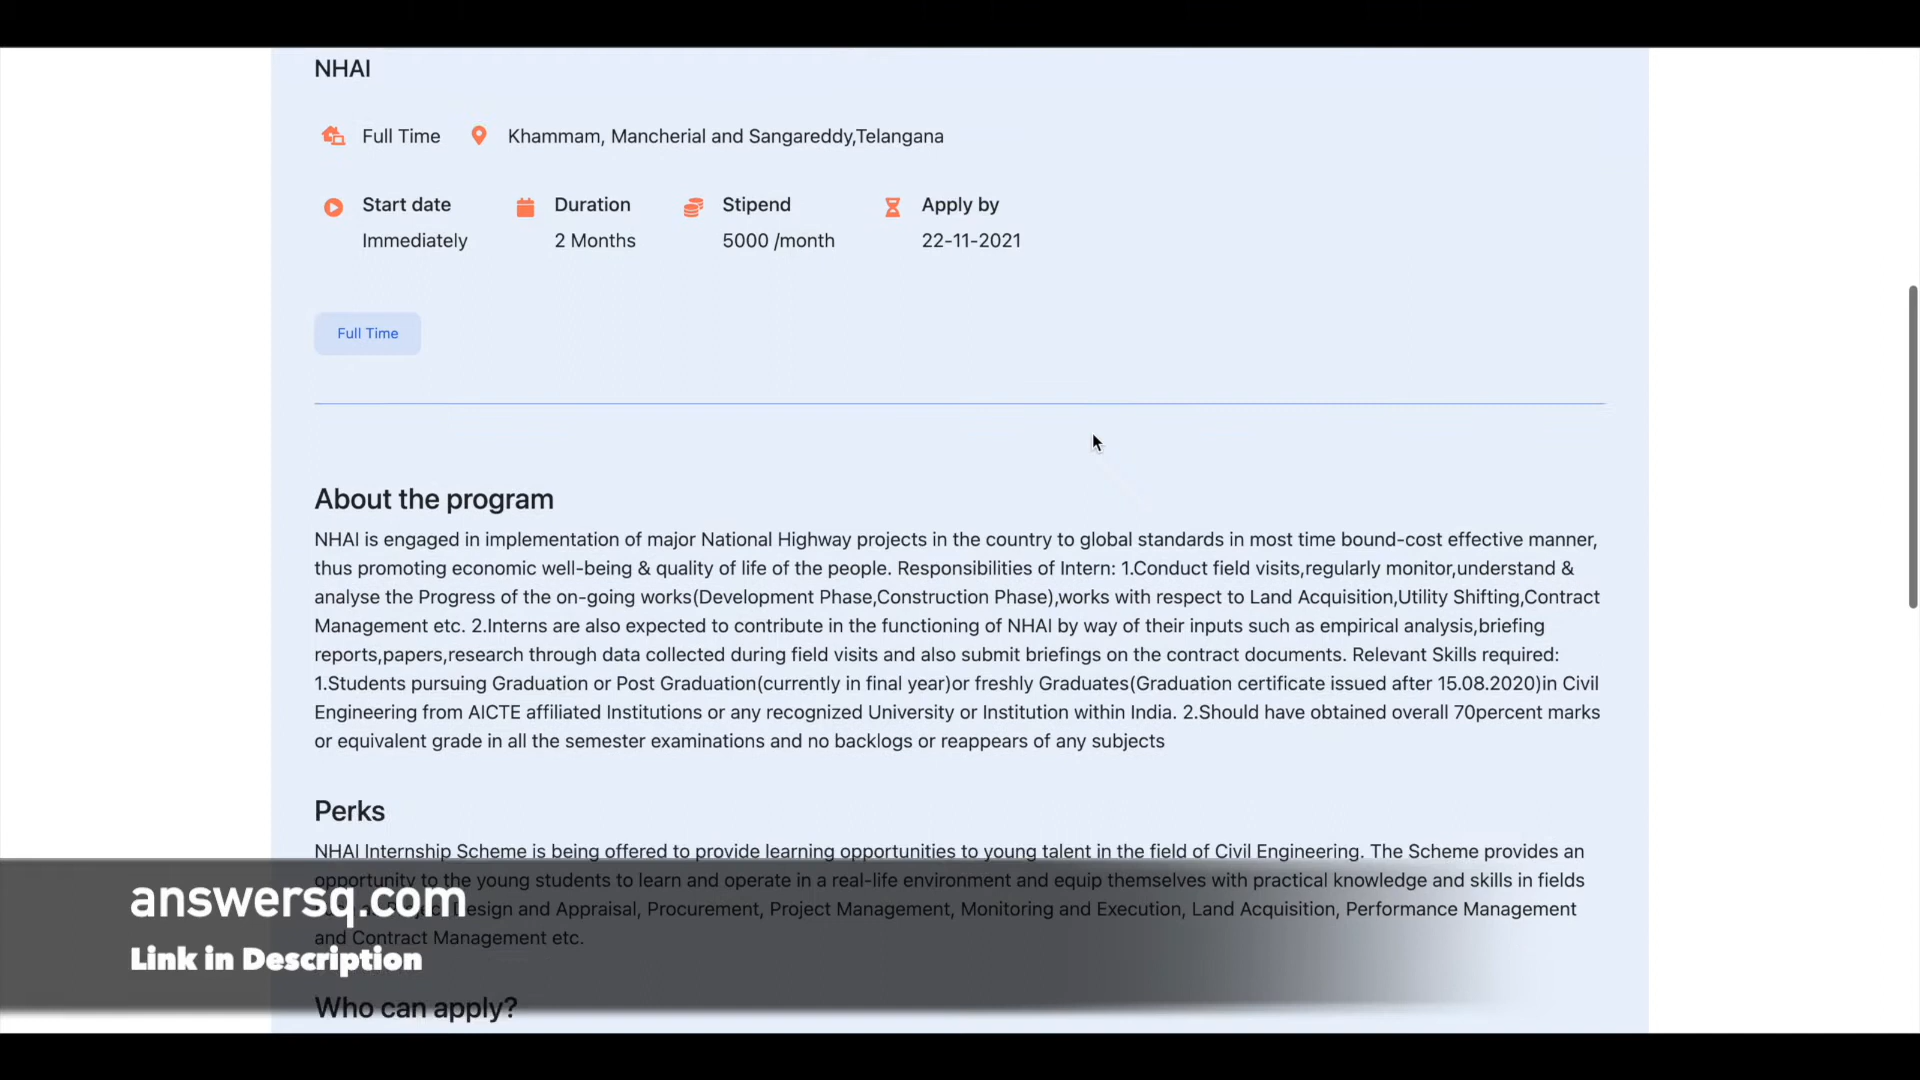 NHAI
Full Time Khammam, Mancherial and Sangareddy,Telangana
Start date Duration Stipend Apply by
Immediately 2 Months 5000 /month 22-11-2021
Full Time
About the program
NHAI is engaged in implementation of major National Highway projects in the country to global standards in most time bound-cost effective manner,
thus promoting economic well-being & quality of life of the people. Responsibilities of Intern: 1.Conduct field visits,regularly monitor,understand &
analyse the Progress of the on-going works(Development Phase,Construction Phase),works with respect to Land Acquisition,Utility Shifting,Contract
Management etc. 2.Interns are also expected to contribute in the functioning of NHAI by way of their inputs such as empirical analysis,briefing
reports,papers,research through data collected during field visits and also submit briefings on the contract documents. Relevant Skills required:
1.Students pursuing Graduation or Post Graduation(currently in final year)or freshly Graduates(Graduation certificate issued after 15.08.2020)in Civil
Engineering from AICTE affiliated Institutions or any recognized University or Institution within India. 2.Should have obtained overall 70percent marks
or equivalent grade in all the semester examinations and no backlogs or reappears of any subjects
Perks
NHAI Internship Scheme is being offered to provide learning opportunities to young talent in the field of Civil Engineering. The Scheme provides an
opportunity to the young students to learn and operate in a real-life environment and equip themselves with practical knowledge and skills in fields
Design and Appraisal, Procurement, Project Management, Monitoring and Execution, Land Acquisition, Performance Management
and Contract Management etc.
answersq.com
Link in Description
Who can apply?